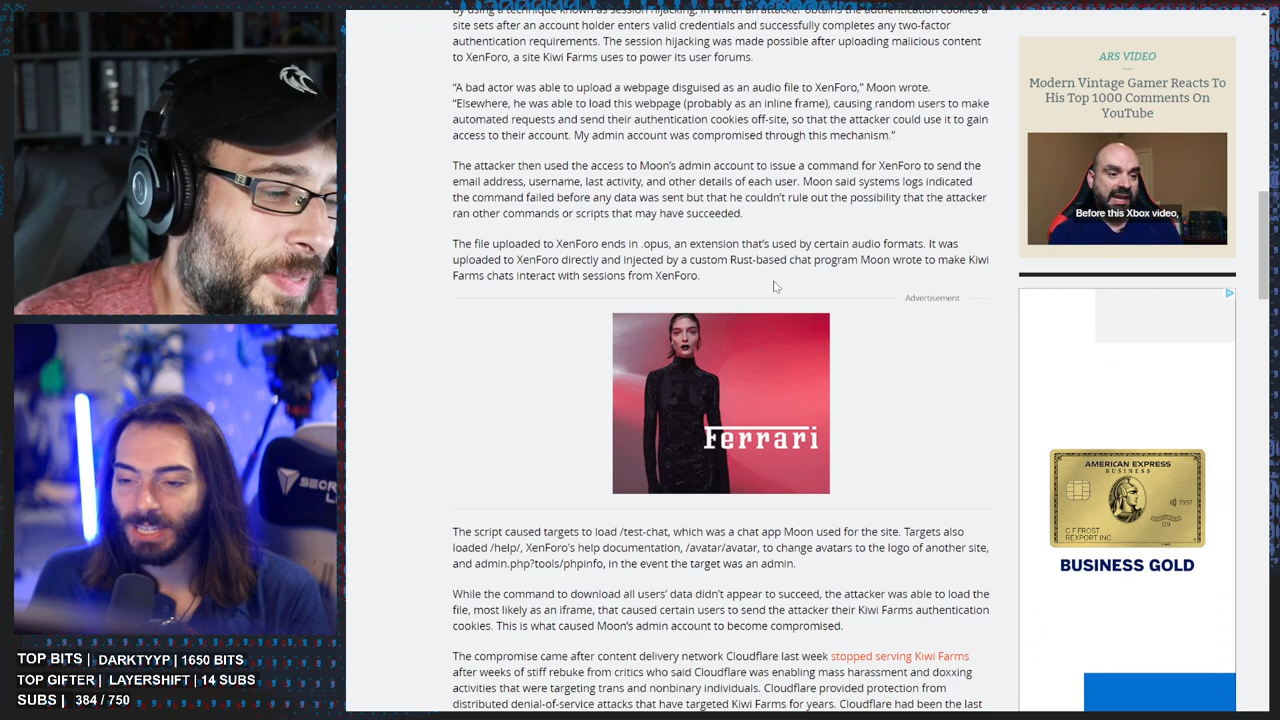 by using a technique known as session hijacking, in which an attacker obtains the authentication cookies a
site sets after an account holder enters valid credentials and successfully completes any two-factor
authentication requirements. The session hijacking was made possible after uploading malicious content
to XenForo, a site Kiwi Farms uses to power its user forums.
“A bad actor was able to upload a webpage disguised as an audio file to XenForo,” Moon wrote.
“Elsewhere, he was able to load this webpage (probably as an inline frame), causing random users to make
automated requests and send their authentication cookies off-site, so that the attacker could use it to gain
access to their account. My admin account was compromised through this mechanism.”
The attacker then used the access to Moon’s admin account to issue a command for XenForo to send the
email address, username, last activity, and other details of each user. Moon said systems logs indicated
the command failed before any data was sent but that he couldn’t rule out the possibility that the attacker
ran other commands or scripts that may have succeeded.
The file uploaded to XenForo ends in .opus, an extension that’s used by certain audio formats. It was
uploaded to XenForo directly and injected by a custom Rust-based chat program Moon wrote to make Kiwi
Farms chats interact with sessions from XenForo.
Advertisement
Ferrari
The script caused targets to load /test-chat, which was a chat app Moon used for the site. Targets also
loaded /help/, XenForo’s help documentation, /avatar/avatar, to change avatars to the logo of another site,
and admin.php?tools/phpinfo, in the event the target was an admin.
While the command to download all users’ data didn’t appear to succeed, the attacker was able to load the
file, most likely as an iframe, that caused certain users to send the attacker their Kiwi Farms authentication
cookies. This is what caused Moon’s admin account to become compromised.
The compromise came after content delivery network Cloudflare last week stopped serving Kiwi Farms
after weeks of stiff rebuke from critics who said Cloudflare was enabling mass harassment and doxxing
activities that were targeting trans and nonbinary individuals. Cloudflare provided protection from
distributed denial-of-service attacks that have targeted Kiwi Farms for years. Cloudflare had been the last
ARS VIDEO
Modern Vintage Gamer Reacts To
His Top 1000 Comments On
YouTube
Before this Xbox video,
AMERICAN EXPRESS
BUSINESS
7997
09
C F FROST
REXPORT INC
BUSINESS GOLD
TOP BITS | DARKTYYP | 1650 BITS
TOP GIFTER | LAYERSHIFT | 14 SUBS
SUBS | 384 / 750